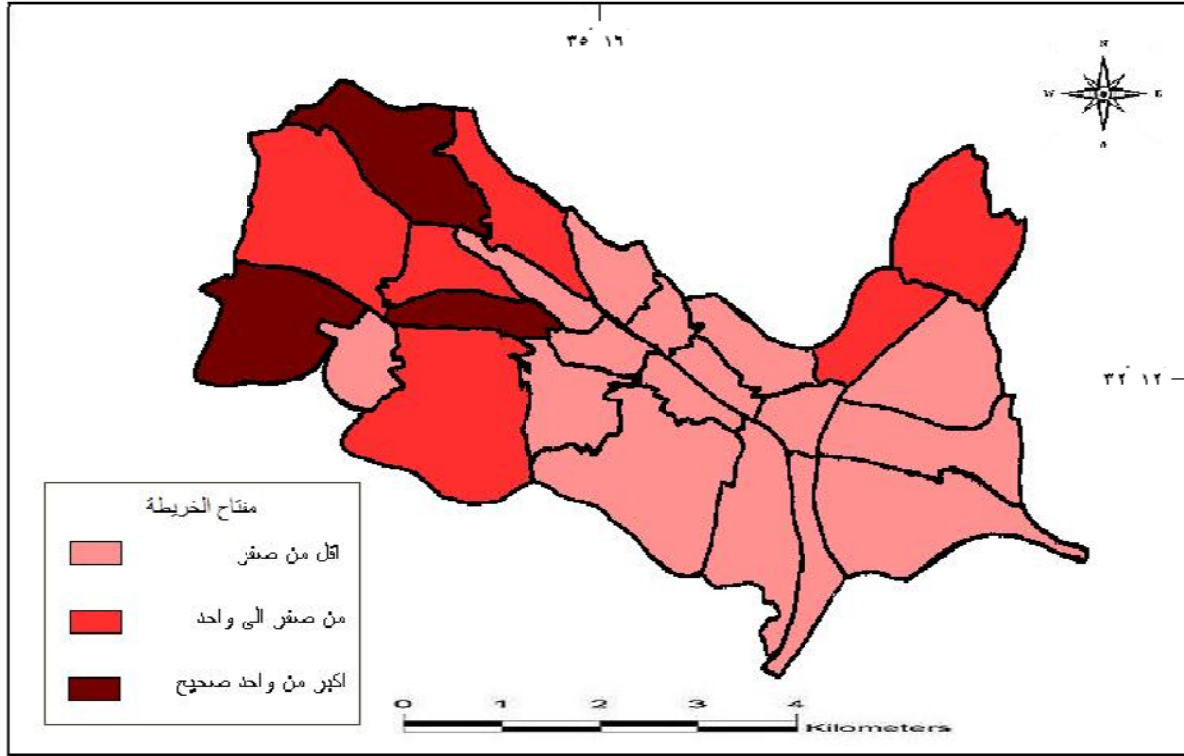 ٣٥° ١٦
N
W E
S
٣٢° ١٢
مفتاح الخريطة
اقل من صفر
من صفر الى واحد
اكبر من واحد صحيح
0 1 2 3 4
Kilometers